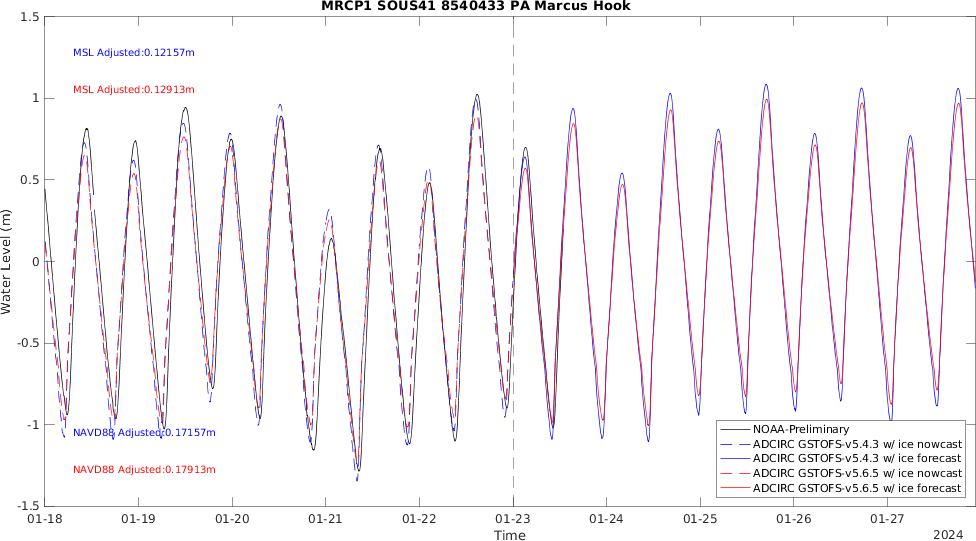 MRCP1 SOUS41 8540433 PA Marcus Hook
1.5
1
0.5
0
-0.5
-1
-1.5
Water Level (m)
MSL Adjusted:0.12157m
MSL Adjusted:0.12913m
NAVD88 Adjusted:0.17157m
NAVD88 Adjusted:0.17913m
NOAA-Preliminary
ADCIRC GSTOFS-v5.4.3 w/ ice nowcast
ADCIRC GSTOFS-v5.4.3 w/ ice forecast
ADCIRC GSTOFS-v5.6.5 w/ ice nowcast
ADCIRC GSTOFS-v5.6.5 w/ ice forecast
01-18 01-19 01-20 01-21 01-22 01-23 01-24 01-25 01-26 01-27
Time
2024